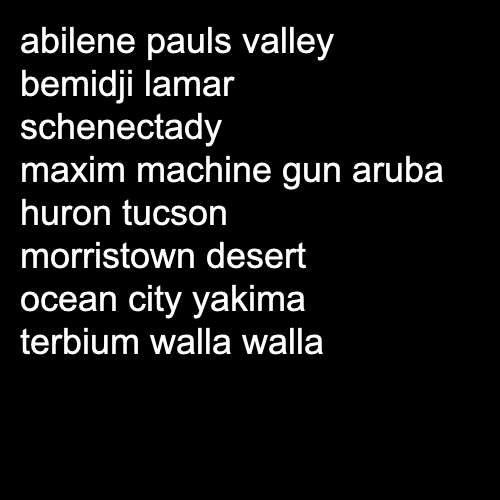 abilene pauls valley
bemidji lamar
schenectady
maxim machine gun aruba
huron tucson
morristown desert
ocean city yakima
terbium walla walla